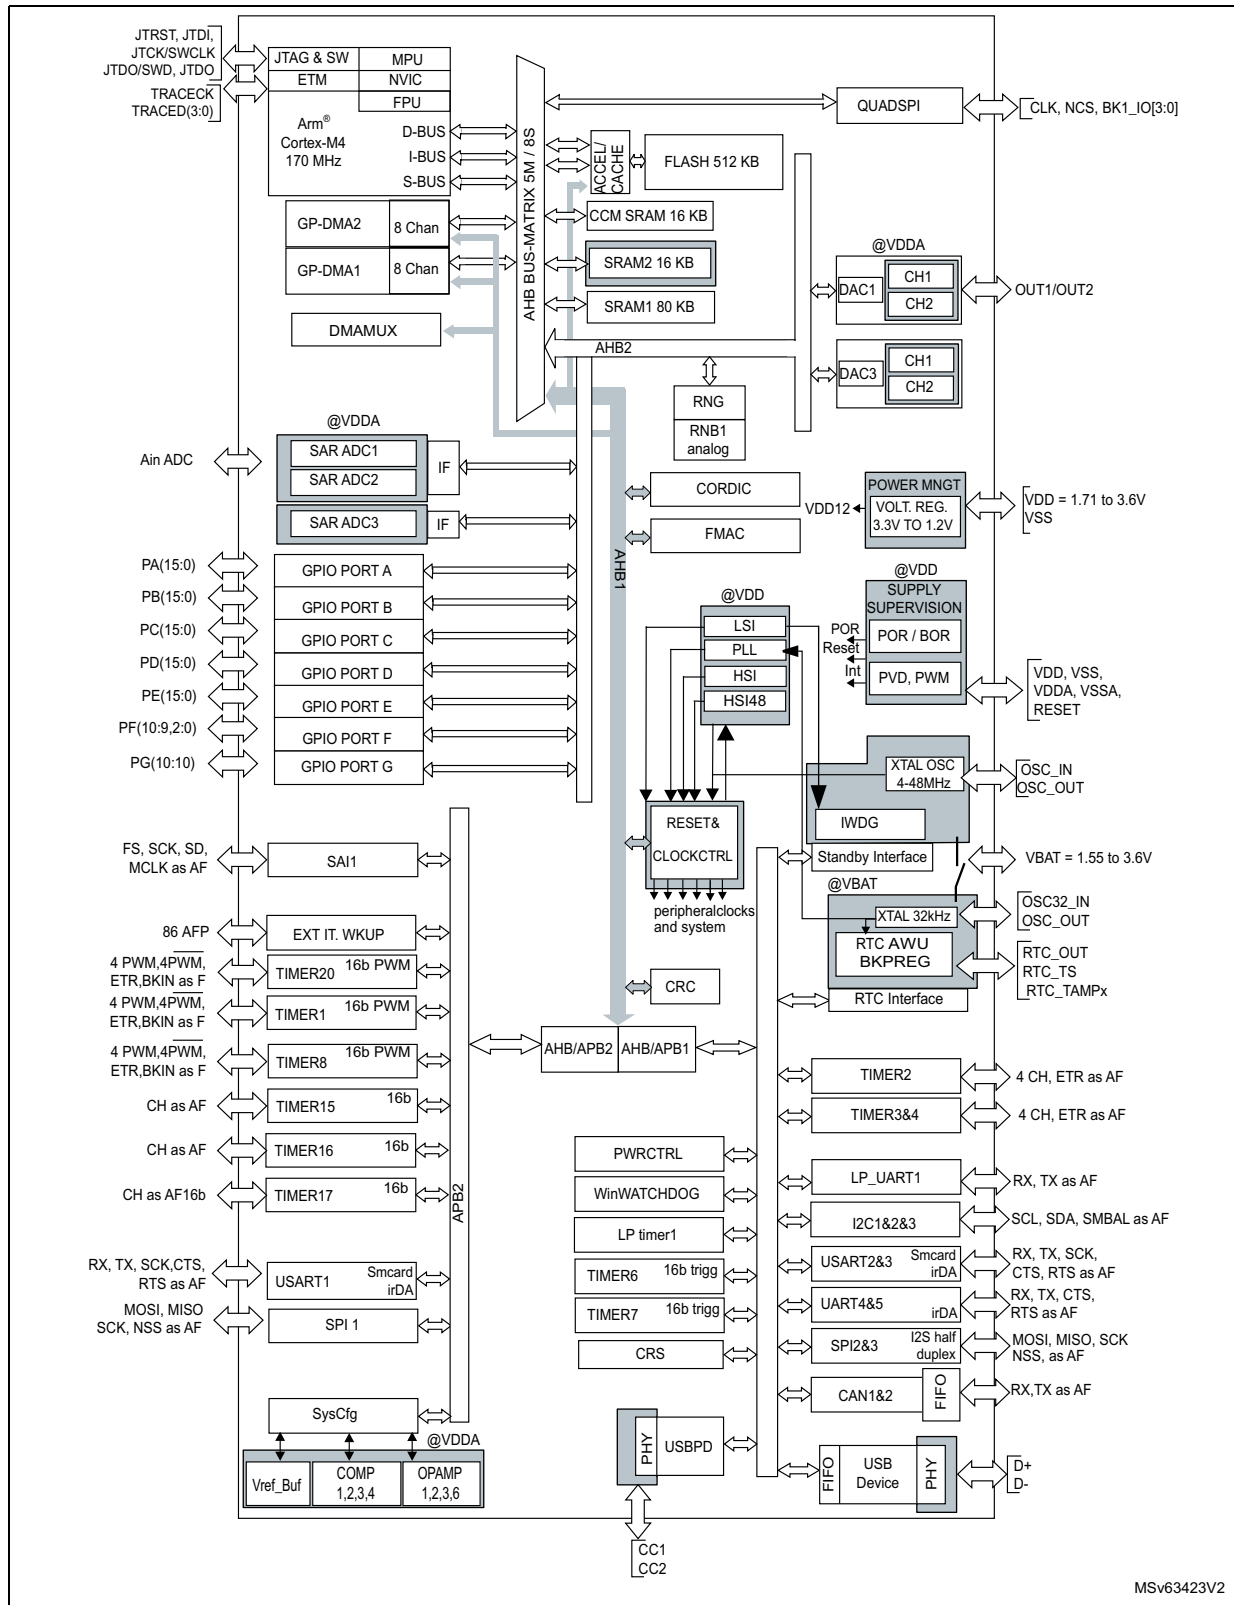 JTRST, JTDI,
JTCK/SWCLK
JTDO/SWD, JTDO
TRACECK
TRACED(3:0)
JTAG & SW
MPU
ETM
NVIC
FPU
Arm®
Cortex-M4
170 MHz
D-BUS
I-BUS
S-BUS
GP-DMA2
8 Chan
GP-DMA1
8 Chan
DMAMUX
AHB BUS-MATRIX 5M / 8S
ACCEL/
CACHE
FLASH 512 KB
QUADSPI
CLK, NCS, BK1_IO[3:0]
CCM SRAM 16 KB
SRAM2 16 KB
SRAM1 80 KB
AHB2
RNG
RNB1
analog
@VDDA
DAC1
CH1
CH2
OUT1/OUT2
DAC3
CH1
CH2
@VDDA
Ain ADC
SAR ADC1
SAR ADC2
IF
SAR ADC3
IF
CORDIC
FMAC
AHB1
POWER MNGT
VDD12
VOLT. REG.
3.3V TO 1.2V
VDD = 1.71 to 3.6V
VSS
PA(15:0)
GPIO PORT A
PB(15:0)
GPIO PORT B
PC(15:0)
GPIO PORT C
PD(15:0)
GPIO PORT D
PE(15:0)
GPIO PORT E
PF(10:9,2:0)
GPIO PORT F
PG(10:10)
GPIO PORT G
@VDD
LSI
PLL
HSI
HSI48
@VDD
SUPPLY
SUPERVISION
POR
Reset
Int
POR / BOR
PVD, PWM
VDD, VSS,
VDDA, VSSA,
RESET
XTAL OSC
4-48MHz
OSC_IN
OSC_OUT
IWDG
RESET&
CLOCKCTRL
peripheralclocks
and system
Standby Interface
VBAT = 1.55 to 3.6V
@VBAT
XTAL 32kHz
OSC32_IN
OSC_OUT
RTC AWU
BKPREG
RTC_OUT
RTC_TS
RTC_TAMPx
RTC Interface
FS, SCK, SD,
MCLK as AF
SAI1
86 AFP
EXT IT. WKUP
4 PWM,4PWM,
ETR,BKIN as F
TIMER20
16b PWM
4 PWM,4PWM,
ETR,BKIN as F
TIMER1
16b PWM
4 PWM,4PWM,
ETR,BKIN as F
TIMER8
16b PWM
CH as AF
TIMER15
16b
CH as AF
TIMER16
16b
CH as AF16b
TIMER17
16b
APB2
RX, TX, SCK,CTS,
RTS as AF
USART1
Smcard
irDA
MOSI, MISO
SCK, NSS as AF
SPI 1
SysCfg
@VDDA
Vref_Buf
COMP
1,2,3,4
OPAMP
1,2,3,6
CRC
AHB/APB2
AHB/APB1
PWRCTRL
WinWATCHDOG
LP timer1
TIMER6
16b trigg
TIMER7
16b trigg
CRS
PHY
USBPD
CC1
CC2
TIMER2
4 CH, ETR as AF
TIMER3&4
4 CH, ETR as AF
LP_UART1
RX, TX as AF
I2C1&2&3
SCL, SDA, SMBAL as AF
USART2&3
Smcard
irDA
RX, TX, SCK,
CTS, RTS as AF
UART4&5
irDA
RX, TX, CTS,
RTS as AF
SPI2&3
I2S half
duplex
MOSI, MISO, SCK
NSS, as AF
CAN1&2
FIFO
RX,TX as AF
FIFO
USB
Device
PHY
D+
D-
MSv63423V2